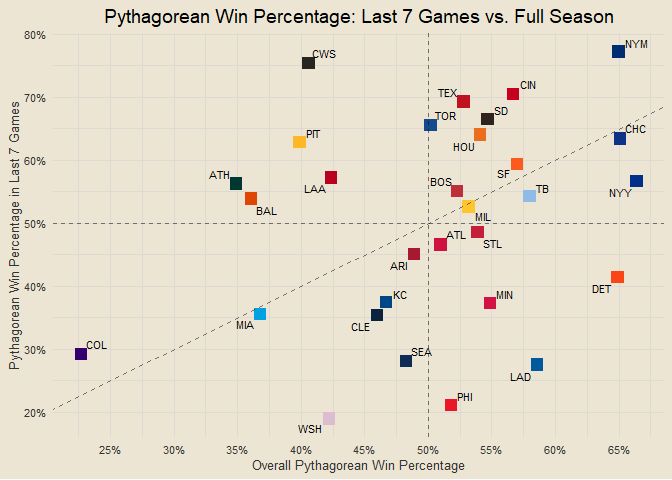 Pythagorean Win Percentage: Last 7 Games vs. Full Season
80%
NYM
CWS
CIN
70%
TEX
SD
TOR
CHC
PIT
HOU
60%
SF
ATH
LAA
BOS
TB
NYY
BAL
MIL
50%
ATL
STL
ARI
DET
40%
KC
MIN
MIA
CLE
COL
SEA
30%
LAD
PHI
20%
WSH
Pythagorean Win Percentage in Last 7 Games
25% 30% 35% 40% 45% 50% 55% 60% 65%
Overall Pythagorean Win Percentage